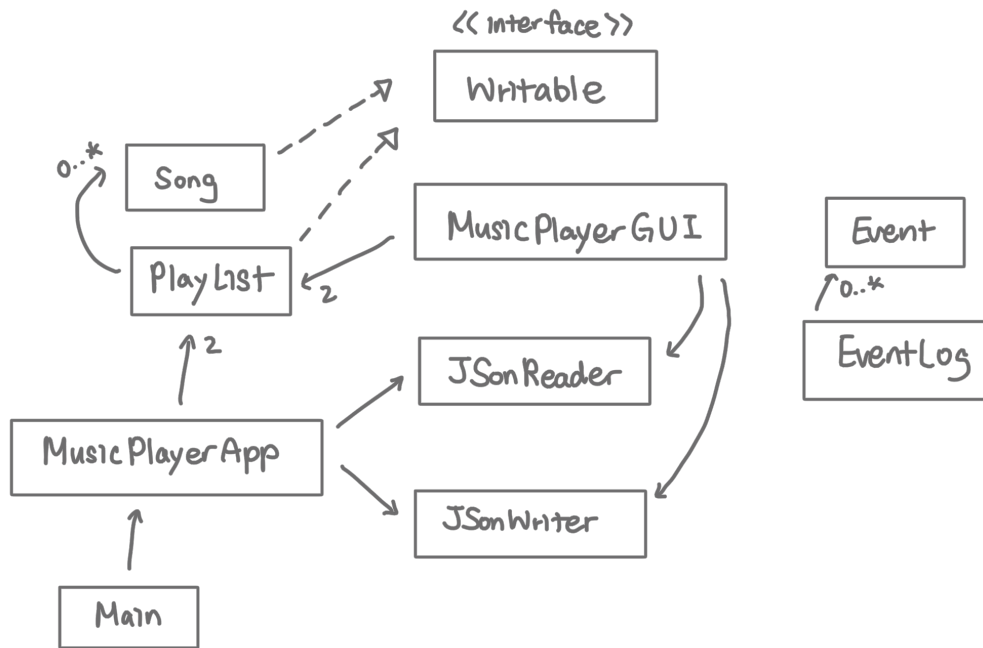 <<interface>>
Writable
0..*
Song
MusicPlayerGUI
Event
PlayList
2
0..*
2
JSonReader
EventLog
MusicPlayerApp
JSonWriter
Main